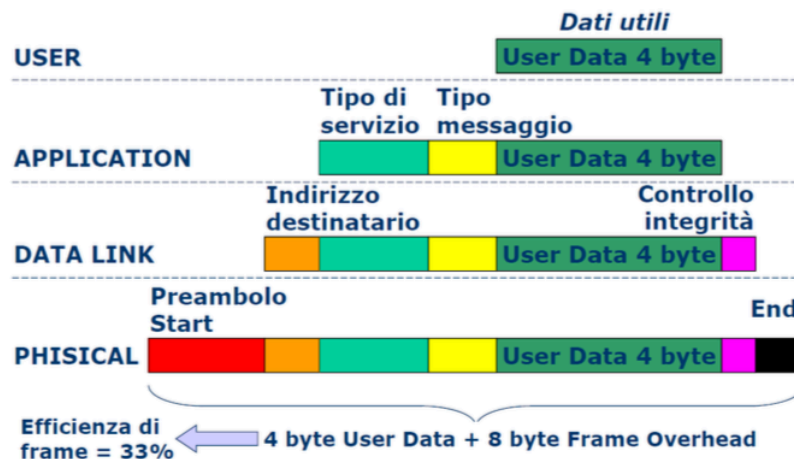 Dati utili
USER
User Data 4 byte
Tipo di Tipo
servizio messaggio
APPLICATION
User Data 4 byte
Indirizzo Controllo
destinatario integrità
DATA LINK
User Data 4 byte
Preambolo
Start
End
PHISICAL
User Data 4 byte
Efficienza di
frame = 33%
4 byte User Data + 8 byte Frame Overhead